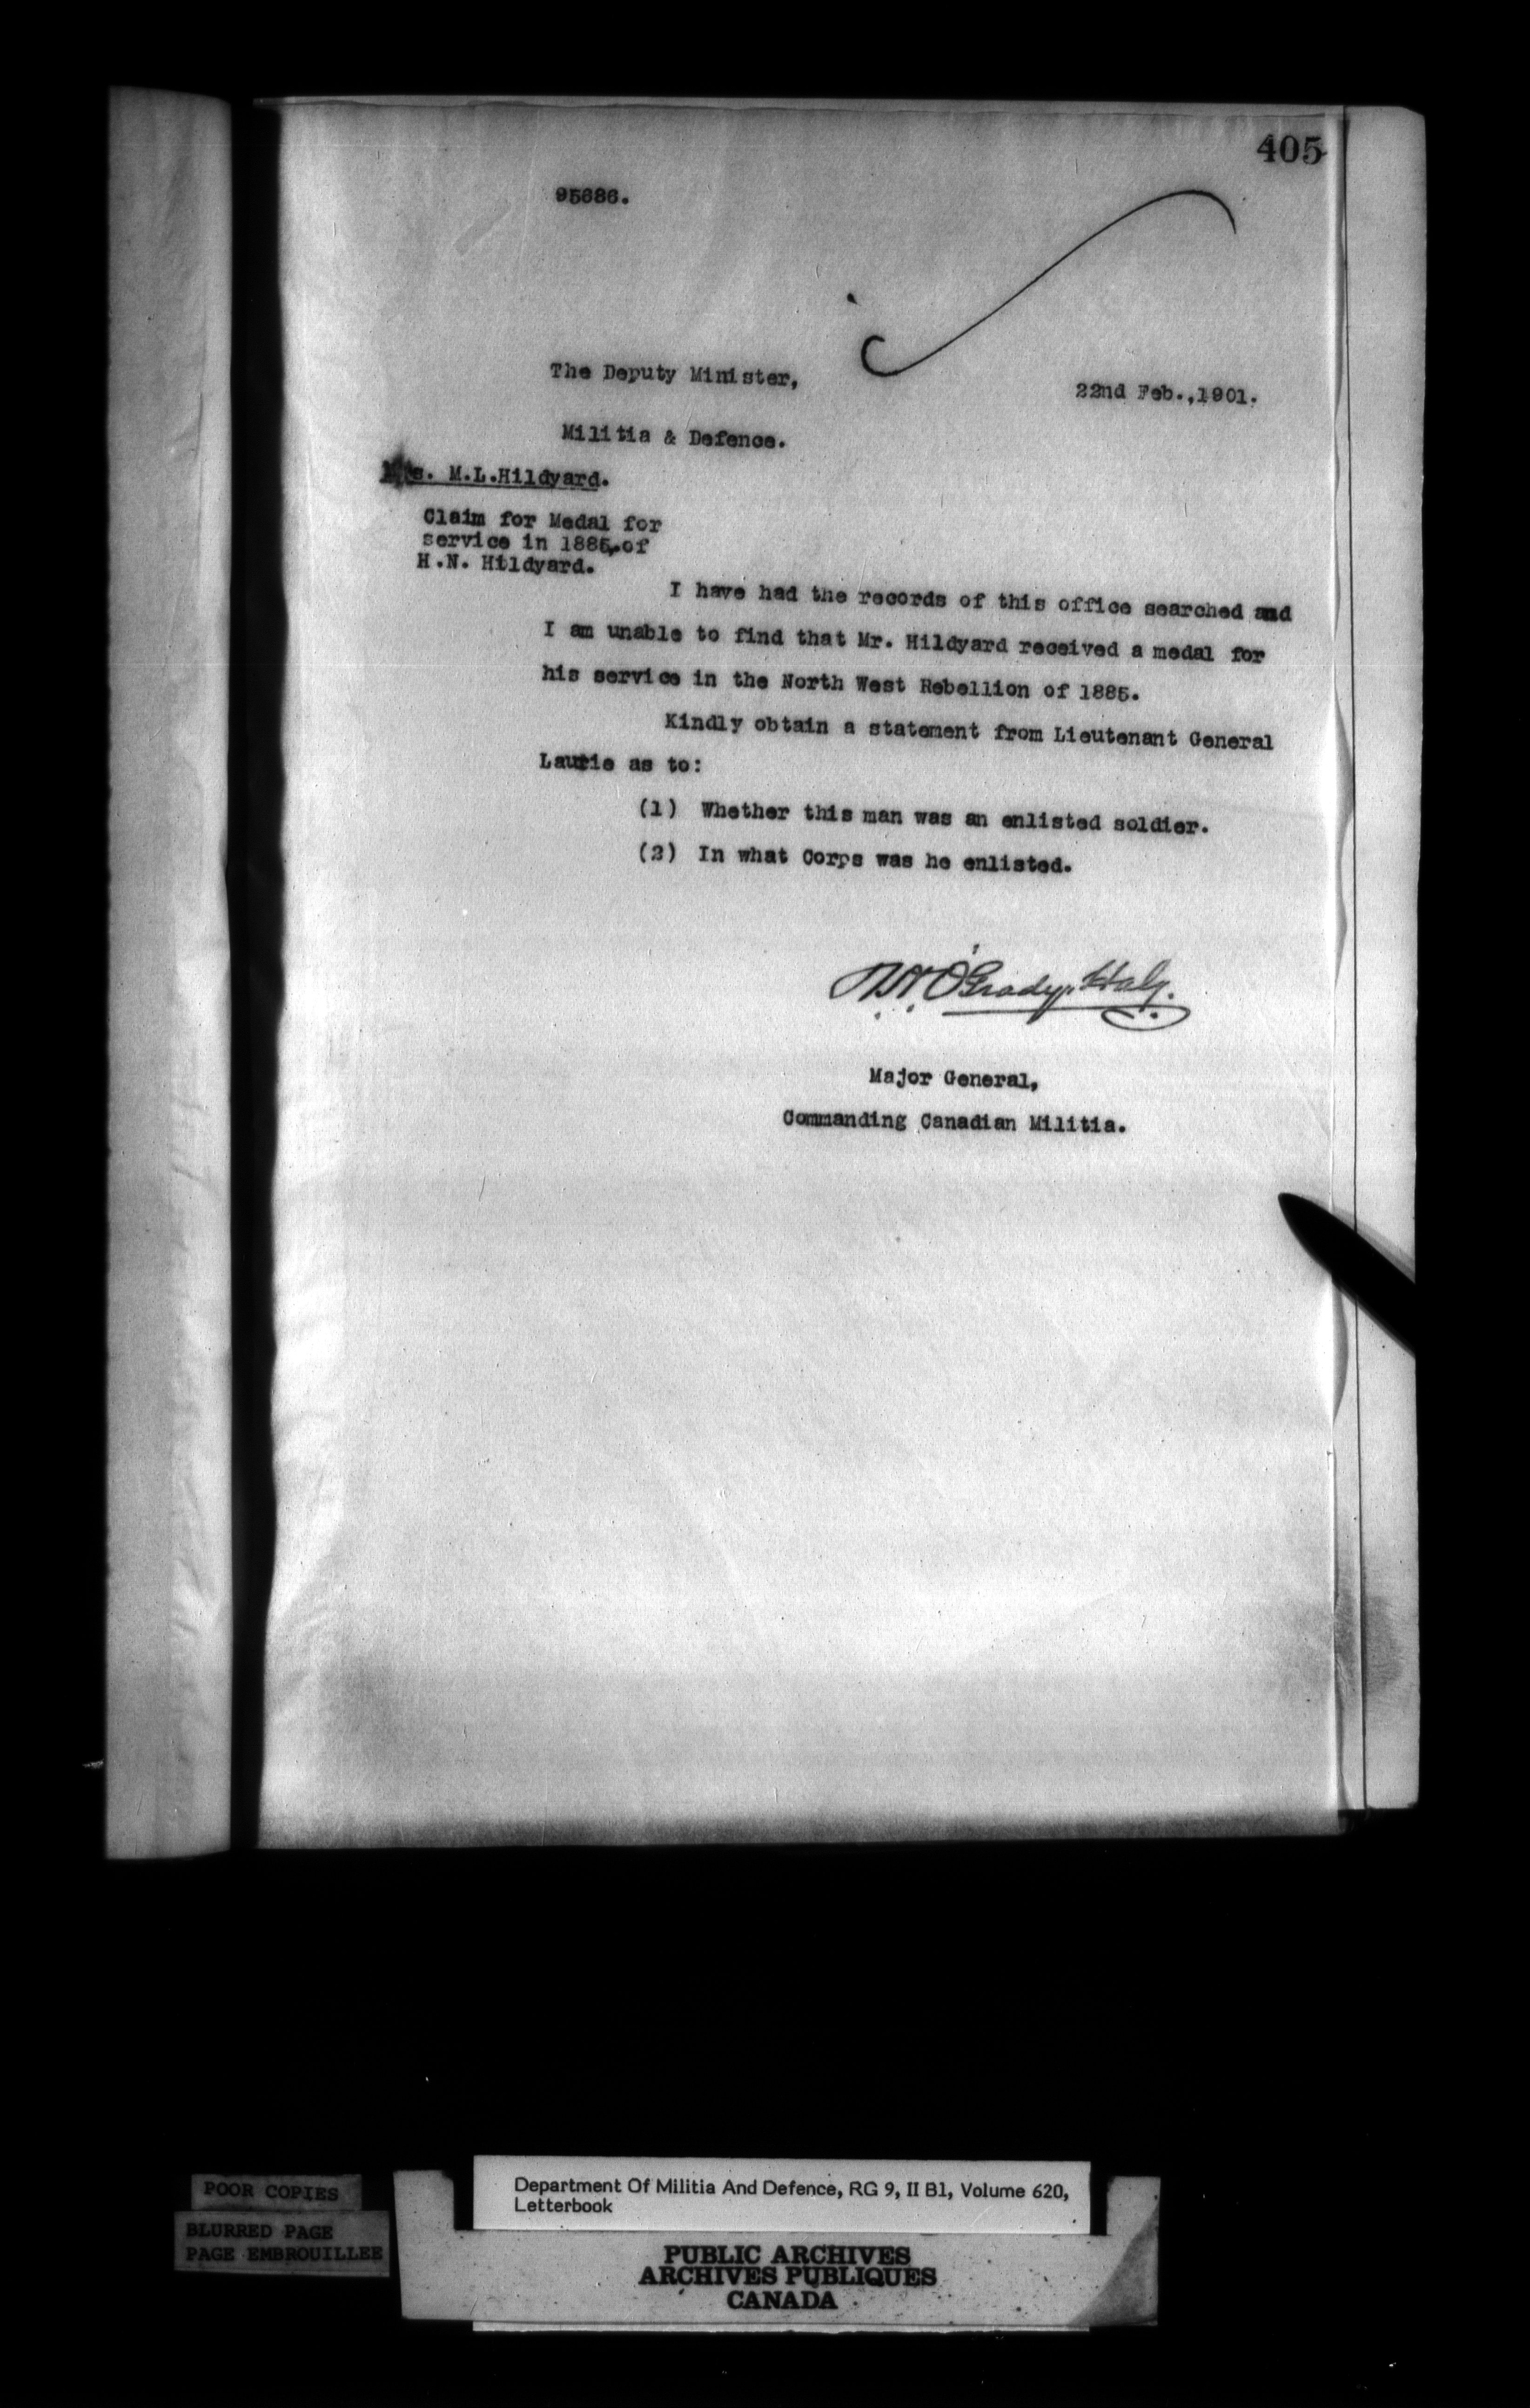 405
95686.
The Deputy Minister,
22nd Feb.,1901.
Militia & Defence.
Mrs. M.L.Hildyard.
Claim for Medal for
service in 1885, of
H.N. Hildyard.
I have had the records of this office searched and
I am unable to find that Mr. Hildyard received a medal for
his service in the North West Rebellion of 1885.
Kindly obtain a statement from Lieutenant General
Laurie as to:
(1) Whether this man was an enlisted soldier.
(2) In what Corps was he enlisted.
O'Grady Haly.
Major General,
Commanding Canadian Militia.
POOR COPIES
BLURRED PAGE
PAGE EMBROUILLEE
Department Of Militia And Defence, RG 9, II B1, Volume 620,
Letterbook
PUBLIC ARCHIVES
ARCHIVES PUBLIQUES
CANADA